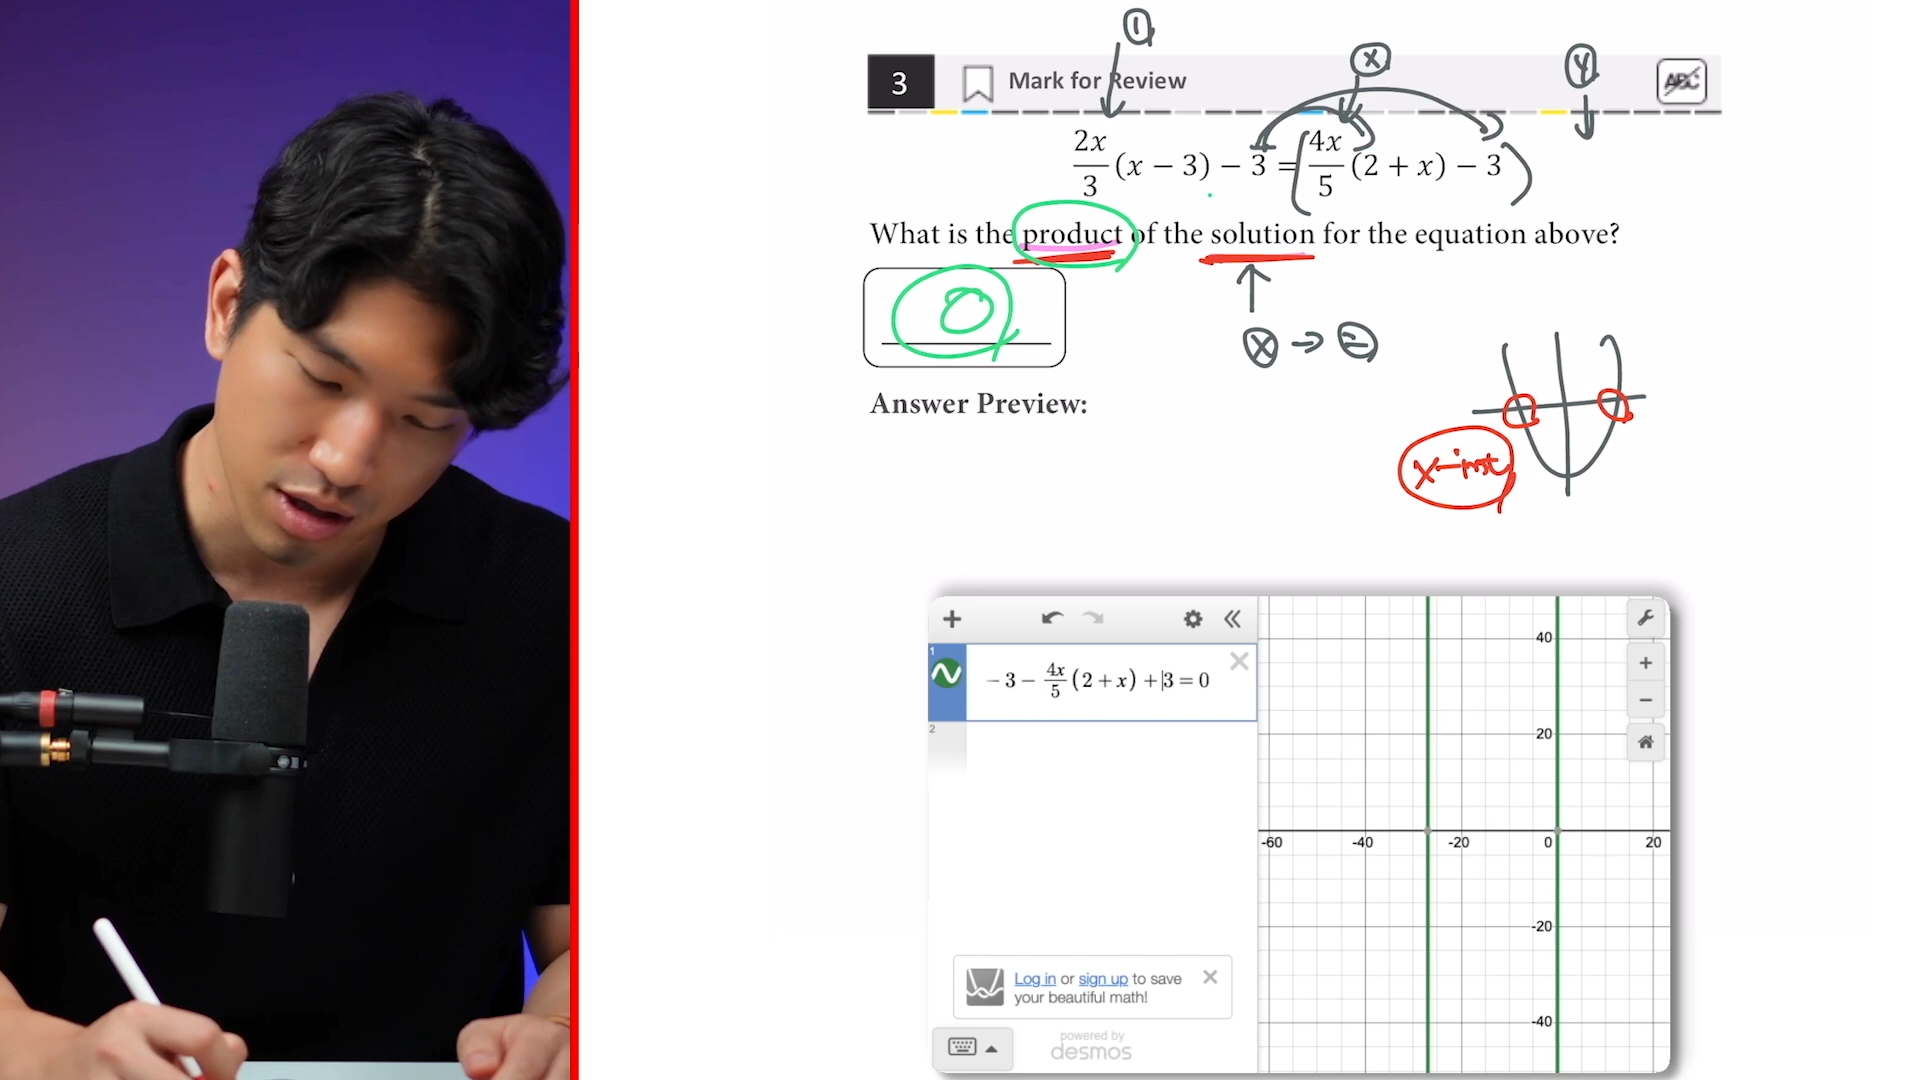 ①
x
y
3 Mark for Review ABC
2x/3 (x − 3) − 3 = (4x/5 (2 + x) − 3)
What is the product of the solution for the equation above?
0
x → =
Answer Preview:
x-int
1
− 3 − 4x/5 (2 + x) + 3 = 0
2
40
20
-60 -40 -20 0 20
-20
-40
Log in or sign up to save
your beautiful math!
powered by
desmos